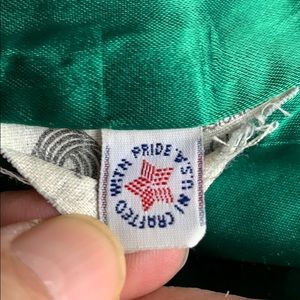 CRAFTED WITH PRIDE IN U.S.A.